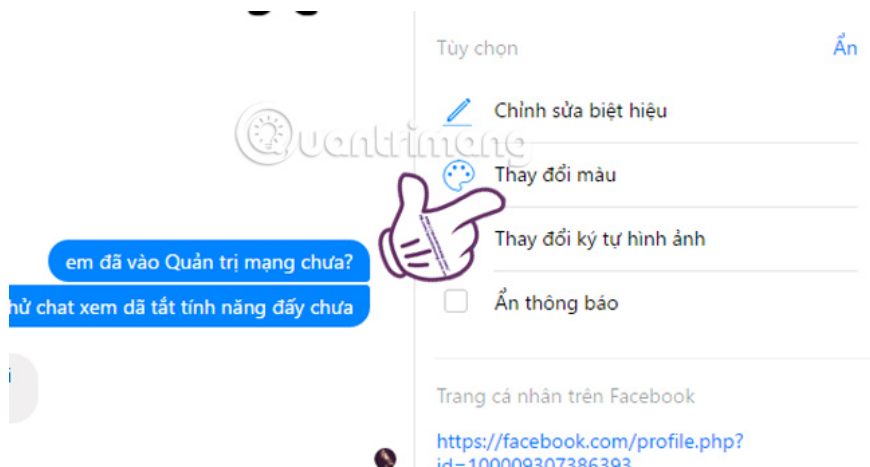 Tùy chọn
Ẩn
Chỉnh sửa biệt hiệu
Quantrimang
Thay đổi màu
Thay đổi ký tự hình ảnh
em đã vào Quản trị mạng chưa?
hử chat xem dã tắt tính năng đấy chưa
Ẩn thông báo
i
Trang cá nhân trên Facebook
https://facebook.com/profile.php?
id=100009307386393